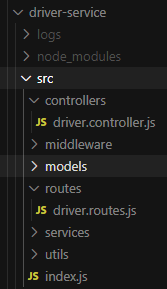 driver-service
logs
node_modules
src
controllers
JS driver.controller.js
middleware
models
routes
JS driver.routes.js
services
utils
JS index.js